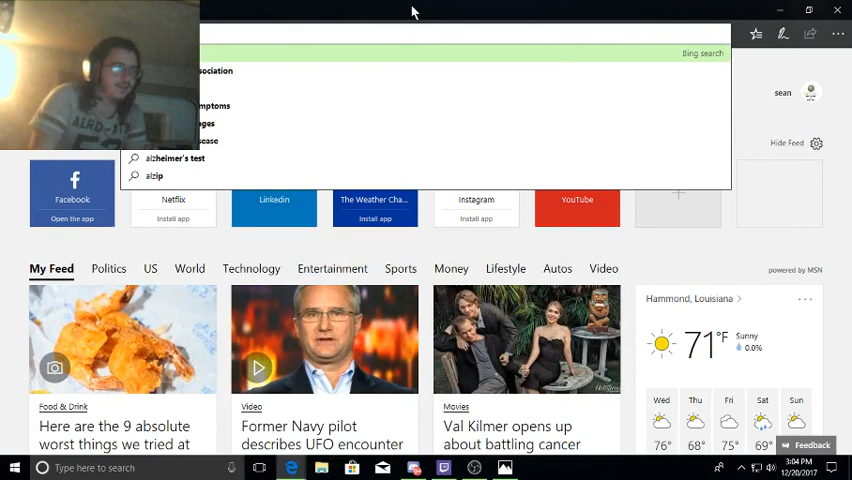 Bing search
sociation
mptoms
ges
sease
alzheimer's test
alzip
sean
Hide Feed
Facebook
Open the app
Netflix
Install app
Linkedin
The Weather Cha...
Install app
Instagram
Install app
YouTube
My Feed
Politics
US
World
Technology
Entertainment
Sports
Money
Lifestyle
Autos
Video
powered by MSN
Food & Drink
Here are the 9 absolute
worst things we tried at
Video
Former Navy pilot
describes UFO encounter
Movies
Val Kilmer opens up
about battling cancer
Hammond, Louisiana
71°F
Sunny
0.0%
Wed
Thu
Fri
Sat
Sun
76°
68°
75°
69°
Feedback
Type here to search
3:04 PM
12/20/2017